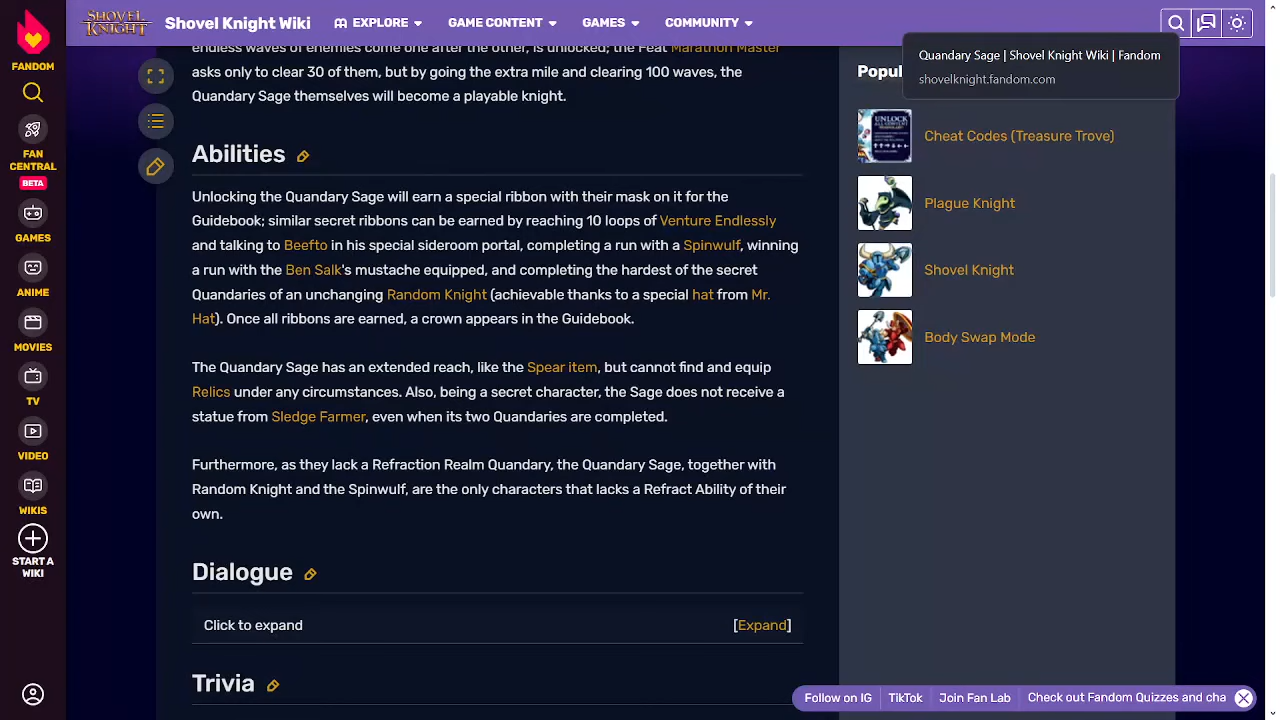 SHOVEL KNIGHT
Shovel Knight Wiki
EXPLORE
GAME CONTENT
GAMES
COMMUNITY
FANDOM
FAN CENTRAL
BETA
GAMES
ANIME
MOVIES
TV
VIDEO
WIKIS
START A WIKI
endless waves of enemies come one after the other, is unlocked; the Feat Marathon Master
asks only to clear 30 of them, but by going the extra mile and clearing 100 waves, the
Quandary Sage themselves will become a playable knight.
Abilities
Unlocking the Quandary Sage will earn a special ribbon with their mask on it for the
Guidebook; similar secret ribbons can be earned by reaching 10 loops of Venture Endlessly
and talking to Beefto in his special sideroom portal, completing a run with a Spinwulf, winning
a run with the Ben Salk's mustache equipped, and completing the hardest of the secret
Quandaries of an unchanging Random Knight (achievable thanks to a special hat from Mr.
Hat). Once all ribbons are earned, a crown appears in the Guidebook.
The Quandary Sage has an extended reach, like the Spear item, but cannot find and equip
Relics under any circumstances. Also, being a secret character, the Sage does not receive a
statue from Sledge Farmer, even when its two Quandaries are completed.
Furthermore, as they lack a Refraction Realm Quandary, the Quandary Sage, together with
Random Knight and the Spinwulf, are the only characters that lacks a Refract Ability of their
own.
Dialogue
Click to expand
[Expand]
Trivia
Quandary Sage | Shovel Knight Wiki | Fandom
shovelknight.fandom.com
Popul
UNLOCK
Cheat Codes (Treasure Trove)
Plague Knight
Shovel Knight
Body Swap Mode
Follow on IG
TikTok
Join Fan Lab
Check out Fandom Quizzes and cha